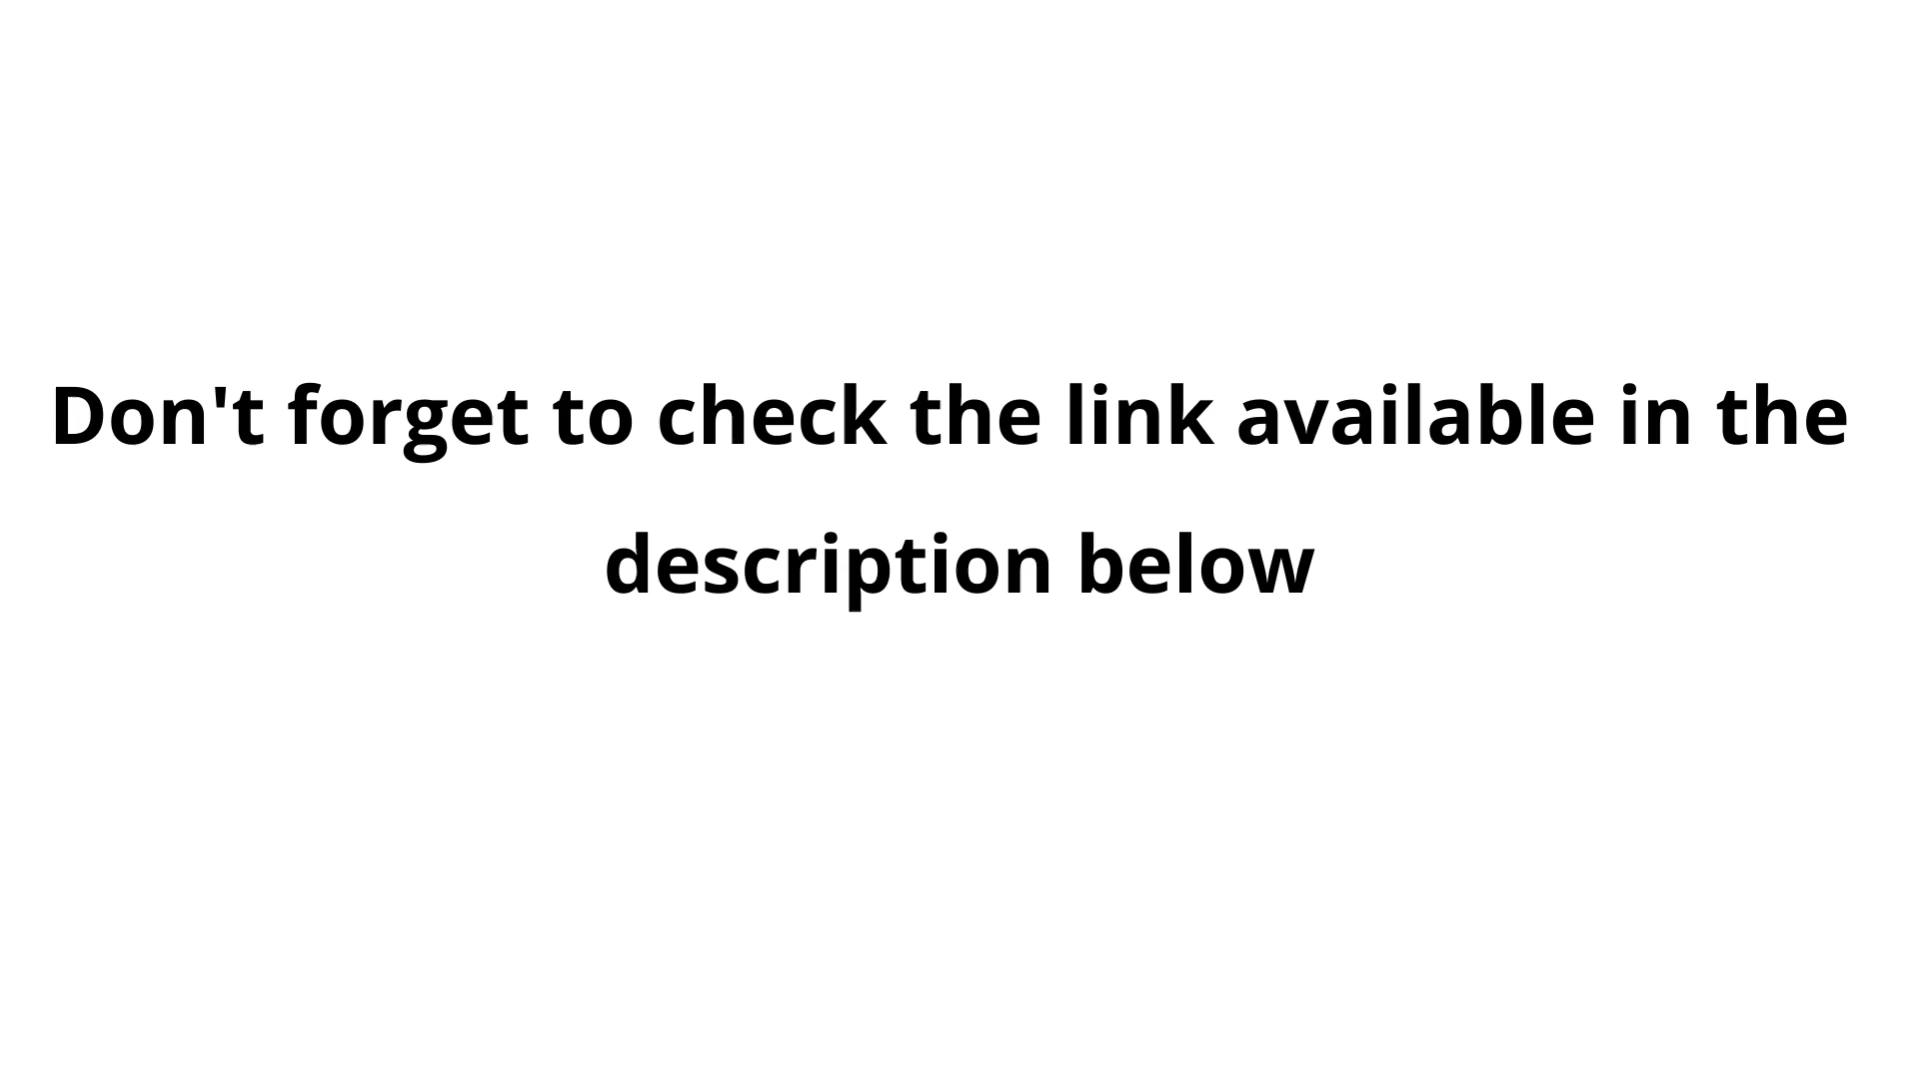 Don't forget to check the link available in the
description below